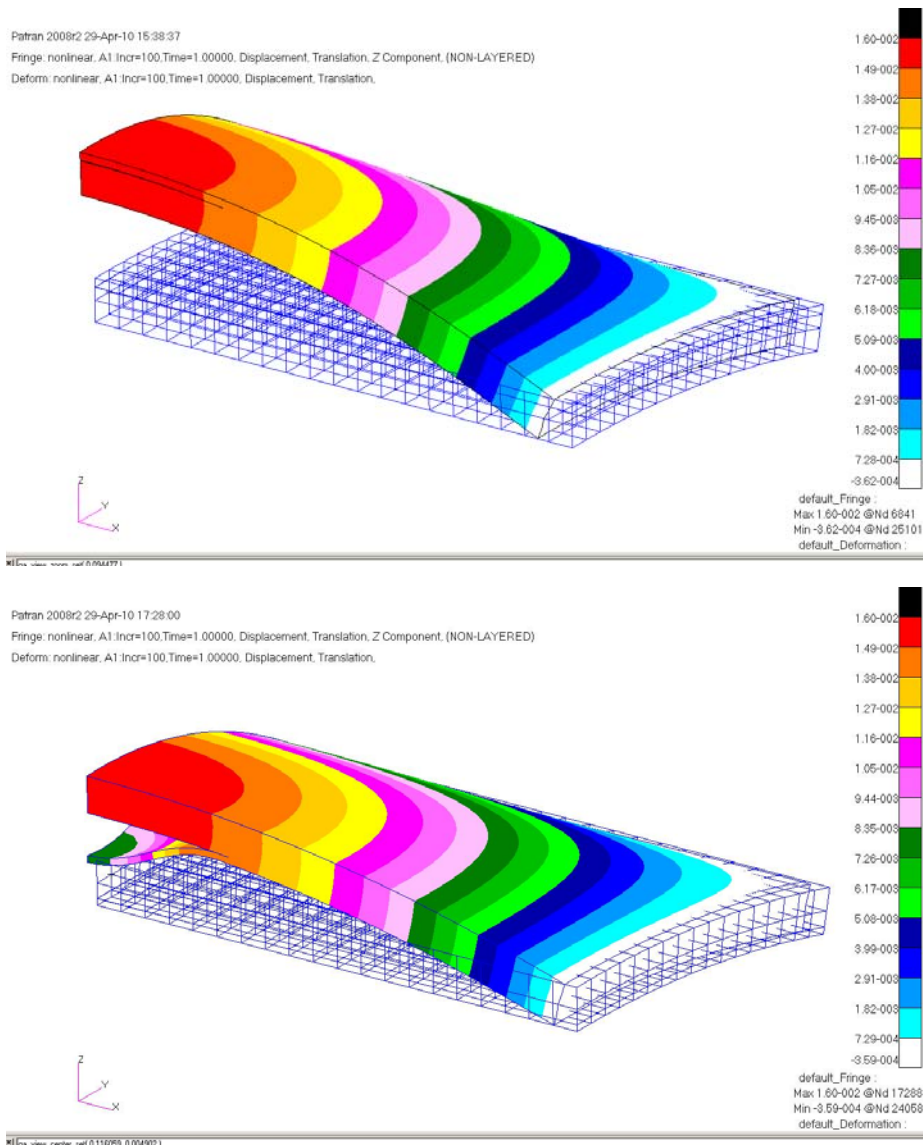 Patran 2008r2 29-Apr-10 15:38:37
Fringe: nonlinear, A1:Incr=100,Time=1.00000, Displacement, Translation, Z Component, (NON-LAYERED)
Deform: nonlinear, A1:Incr=100,Time=1.00000, Displacement, Translation,
1.60-002
1.49-002
1.38-002
1.27-002
1.16-002
1.05-002
9.45-003
8.36-003
7.27-003
6.18-003
5.09-003
4.00-003
2.91-003
1.82-003
7.28-004
-3.62-004
Z
Y
X
default_Fringe :
Max 1.60-002 @Nd 6841
Min -3.62-004 @Nd 25101
default_Deformation :
Patran 2008r2 29-Apr-10 17:28:00
Fringe: nonlinear, A1:Incr=100,Time=1.00000, Displacement, Translation, Z Component, (NON-LAYERED)
Deform: nonlinear, A1:Incr=100,Time=1.00000, Displacement, Translation,
1.60-002
1.49-002
1.38-002
1.27-002
1.16-002
1.05-002
9.44-003
8.35-003
7.26-003
6.17-003
5.08-003
3.99-003
2.91-003
1.82-003
7.29-004
-3.59-004
Z
Y
X
default_Fringe :
Max 1.60-002 @Nd 17288
Min -3.59-004 @Nd 24058
default_Deformation :